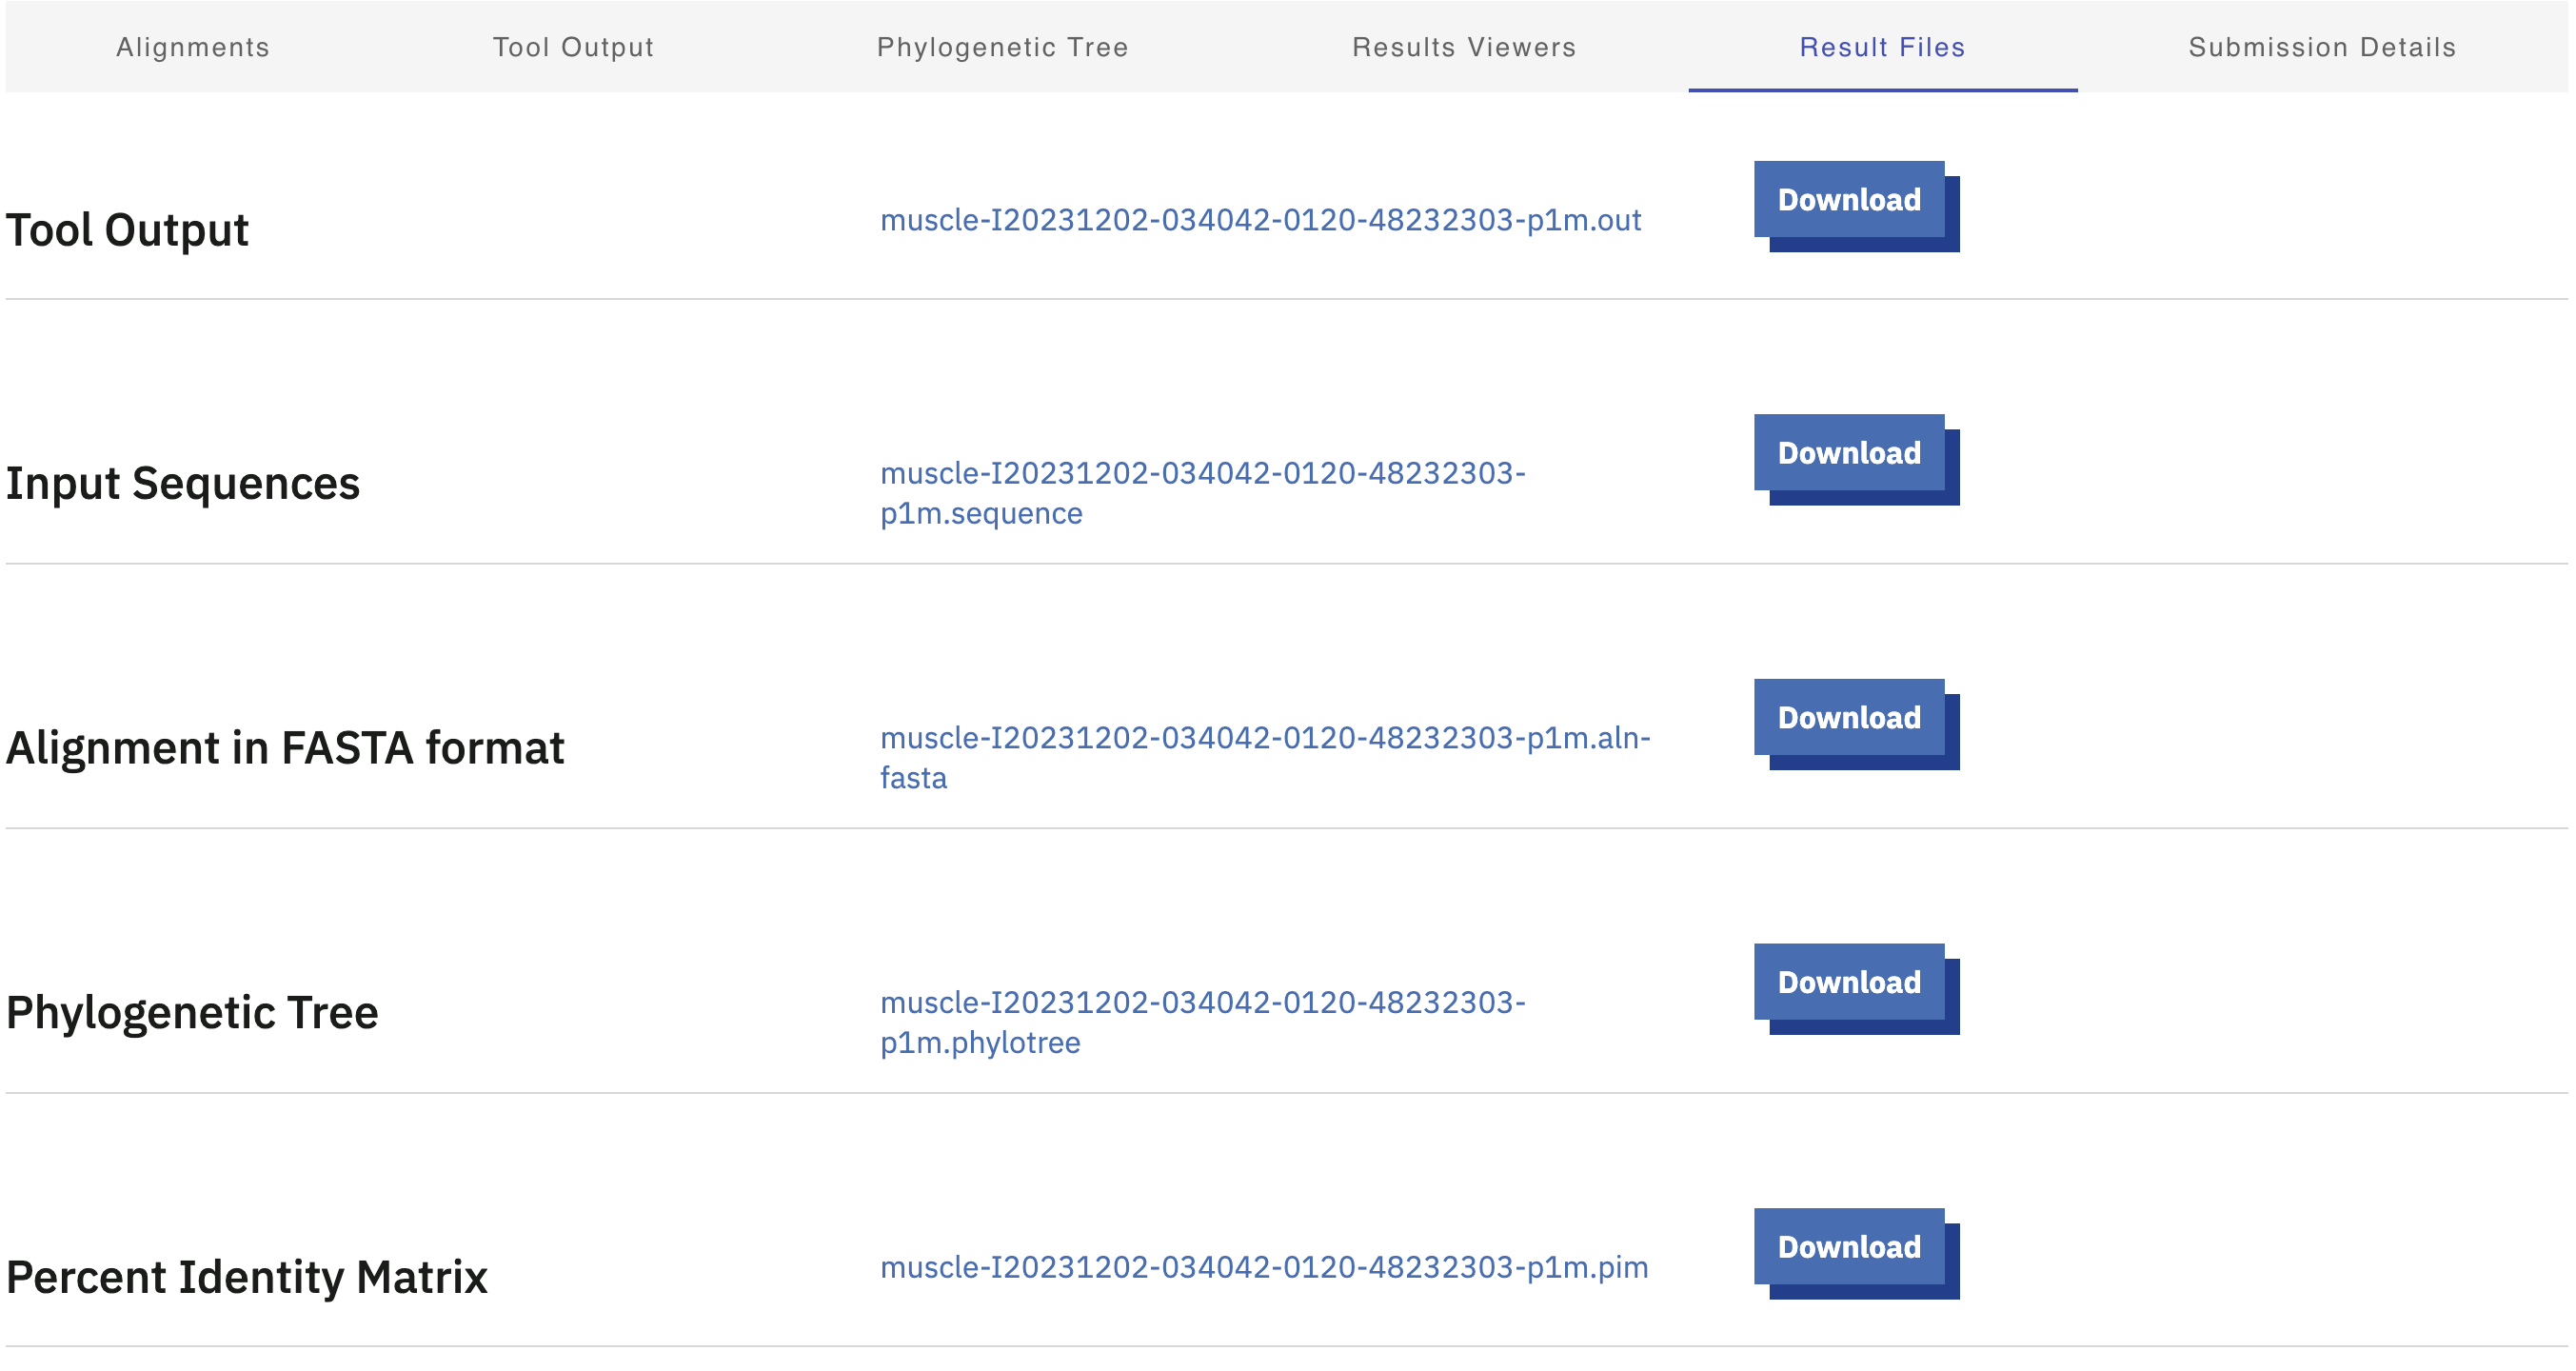 Alignments Tool Output Phylogenetic Tree Results Viewers Result Files Submission Details
Tool Output muscle-I20231202-034042-0120-48232303-p1m.out Download
Input Sequences muscle-I20231202-034042-0120-48232303- Download
p1m.sequence
Alignment in FASTA format muscle-I20231202-034042-0120-48232303-p1m.aln- Download
fasta
Phylogenetic Tree muscle-I20231202-034042-0120-48232303- Download
p1m.phylotree
Percent Identity Matrix muscle-I20231202-034042-0120-48232303-p1m.pim Download